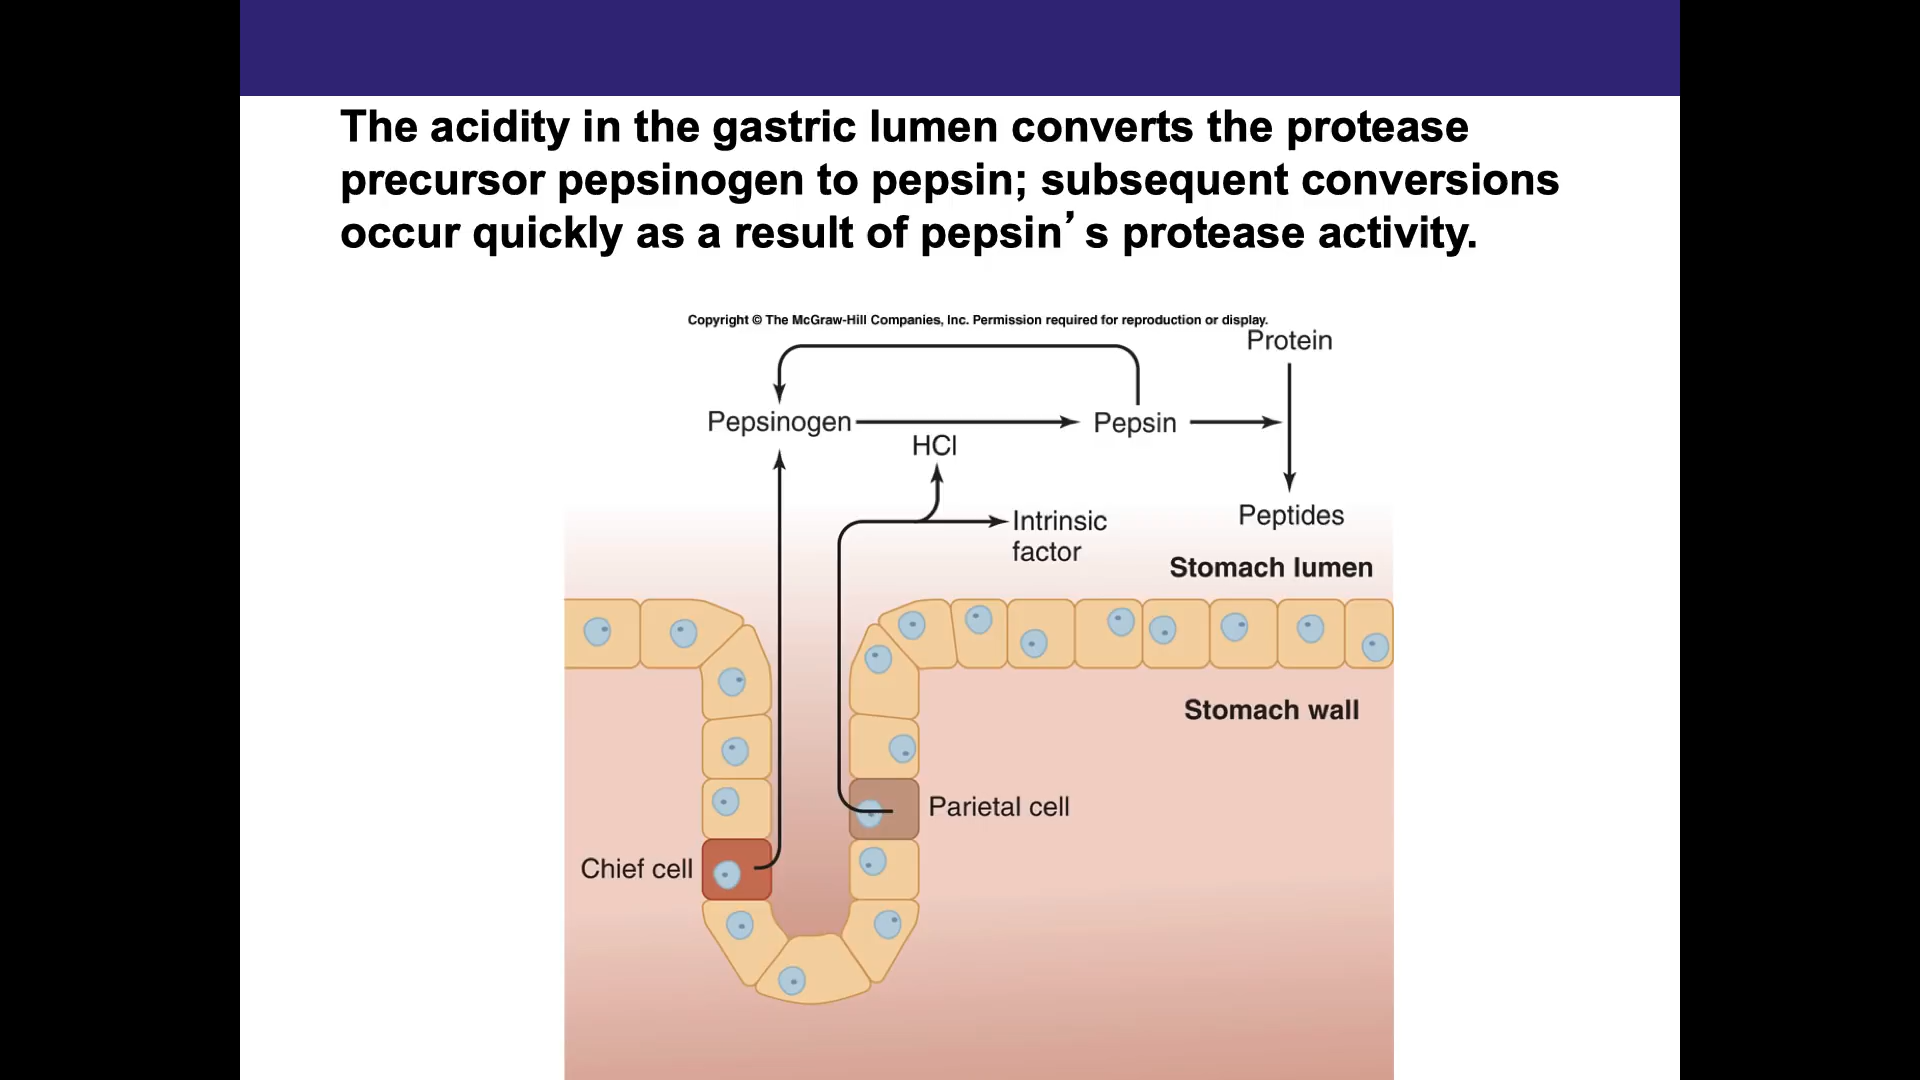 The acidity in the gastric lumen converts the protease
precursor pepsinogen to pepsin; subsequent conversions
occur quickly as a result of pepsin’s protease activity.
Copyright © The McGraw-Hill Companies, Inc. Permission required for reproduction or display.
Protein
Pepsinogen
Pepsin
HCl
Intrinsic
factor
Peptides
Stomach lumen
Stomach wall
Parietal cell
Chief cell